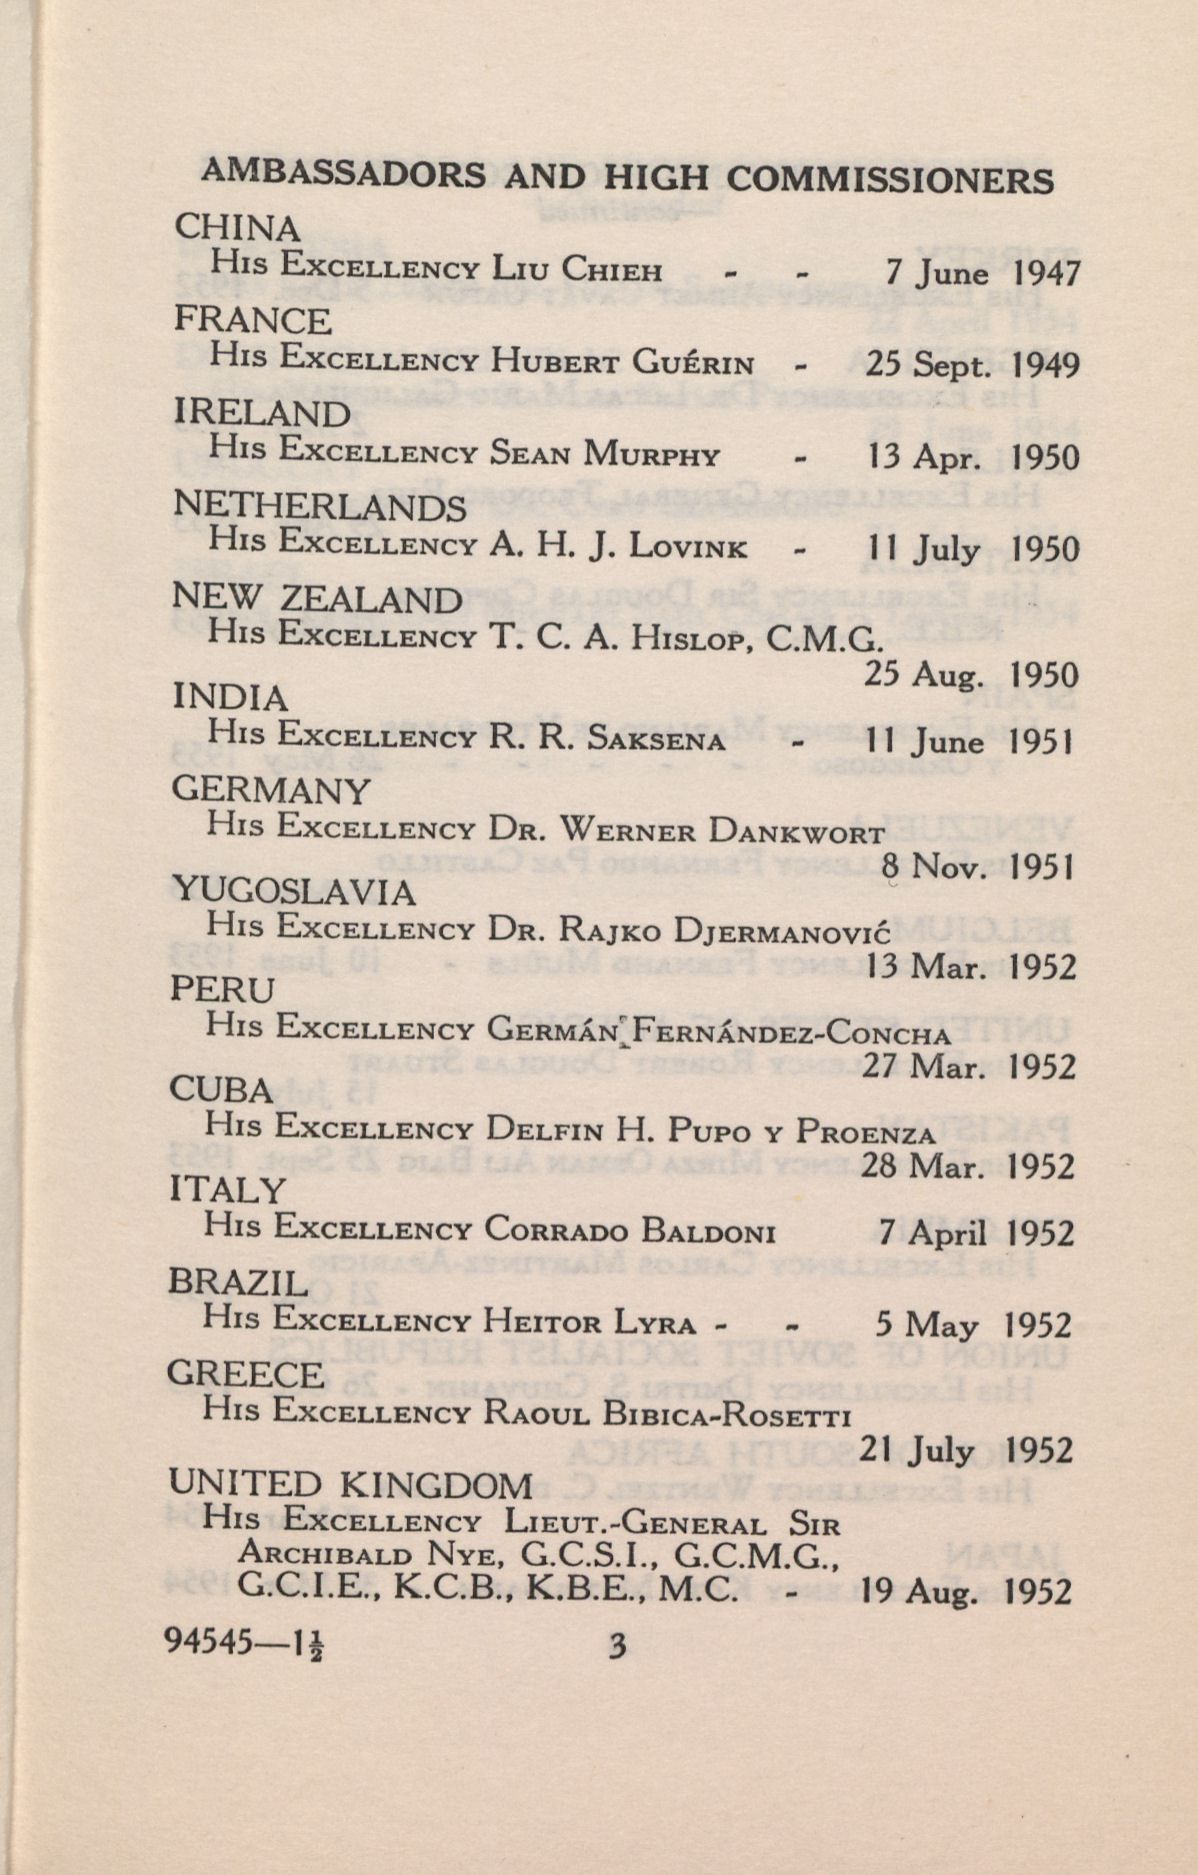 AMBASSADORS AND HIGH COMMISSIONERS
CHINA
His Excellency Liu Chieh - - 7 June 1947
FRANCE
His Excellency Hubert Guérin - 25 Sept. 1949
IRELAND
His Excellency Sean Murphy - 13 Apr. 1950
NETHERLANDS
His Excellency A. H. J. Lovink - 11 July 1950
NEW ZEALAND
His Excellency T. C. A. Hislop, C.M.G.
25 Aug. 1950
INDIA
His Excellency R. R. Saksena - 11 June 1951
GERMANY
His Excellency Dr. Werner Dankwort
8 Nov. 1951
YUGOSLAVIA
His Excellency Dr. Rajko Djermanović
13 Mar. 1952
PERU
His Excellency Germán Fernández-Concha
27 Mar. 1952
CUBA
His Excellency Delfin H. Pupo y Proenza
28 Mar. 1952
ITALY
His Excellency Corrado Baldoni 7 April 1952
BRAZIL
His Excellency Heitor Lyra - - 5 May 1952
GREECE
His Excellency Raoul Bibica-Rosetti
21 July 1952
UNITED KINGDOM
His Excellency Lieut.-General Sir
Archibald Nye, G.C.S.I., G.C.M.G.,
G.C.I.E., K.C.B., K.B.E., M.C. - 19 Aug. 1952
94545—1½ 3